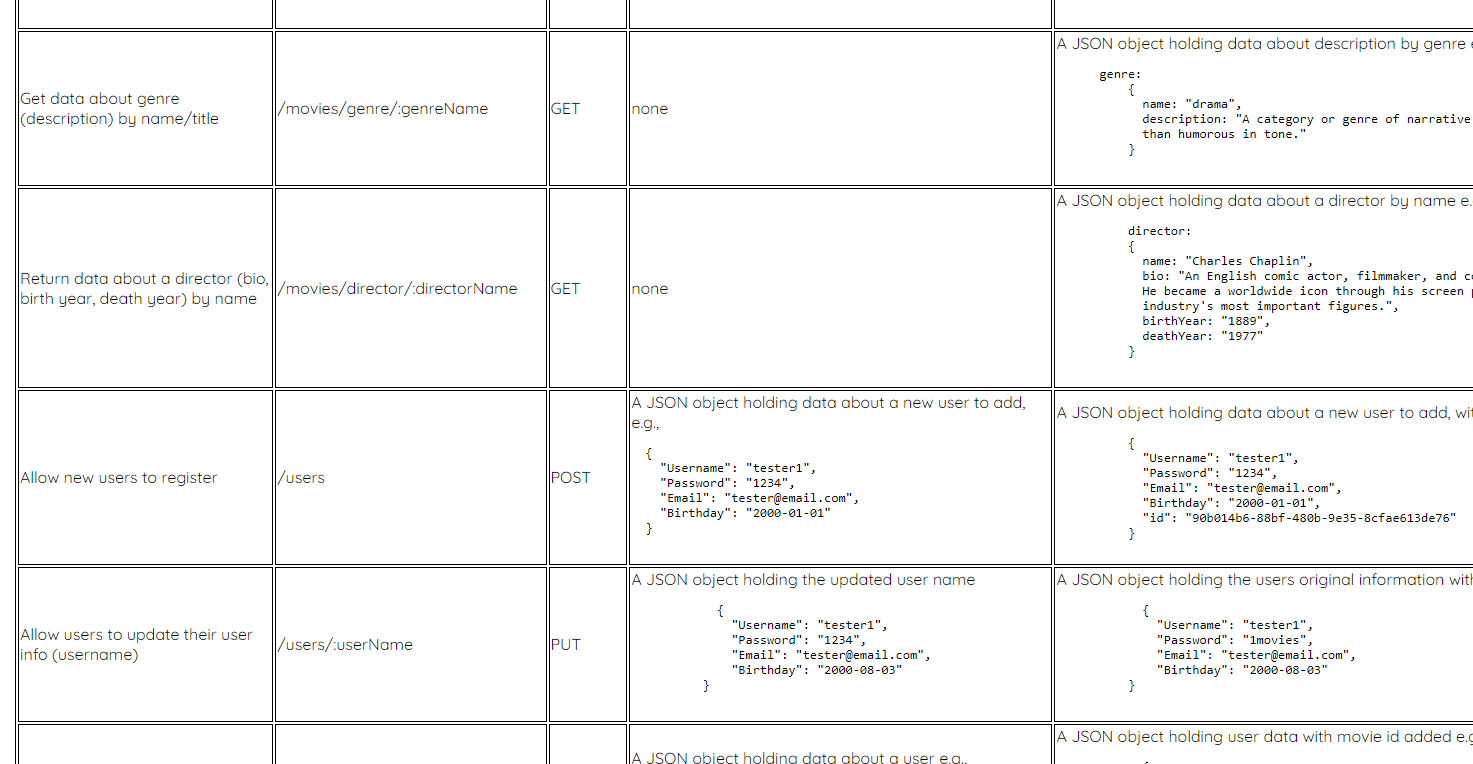 Get data about genre
(description) by name/title
/movies/genre/:genreName
GET
none
A JSON object holding data about description by genre
genre:
{
name: "drama",
description: "A category or genre of narrative
than humorous in tone."
}
Return data about a director (bio,
birth year, death year) by name
/movies/director/:directorName
GET
none
A JSON object holding data about a director by name e.
director:
{
name: "Charles Chaplin",
bio: "An English comic actor, filmmaker, and
He became a worldwide icon through his screen
industry's most important figures.",
birthYear: "1889",
deathYear: "1977"
}
Allow new users to register
/users
POST
A JSON object holding data about a new user to add,
e.g.,
{
"Username": "tester1",
"Password": "1234",
"Email": "tester@email.com",
"Birthday": "2000-01-01"
}
A JSON object holding data about a new user to add,
{
"Username": "tester1",
"Password": "1234",
"Email": "tester@email.com",
"Birthday": "2000-01-01",
"id": "90b014b6-88bf-480b-9e35-8cfae613de76"
}
Allow users to update their user
info (username)
/users/:userName
PUT
A JSON object holding the updated user name
{
"Username": "tester1",
"Password": "1234",
"Email": "tester@email.com",
"Birthday": "2000-08-03"
}
A JSON object holding the users original information
{
"Username": "tester1",
"Password": "1movies",
"Email": "tester@email.com",
"Birthday": "2000-08-03"
}
A JSON object holding data about a user e.g.,
A JSON object holding user data with movie id added e.g